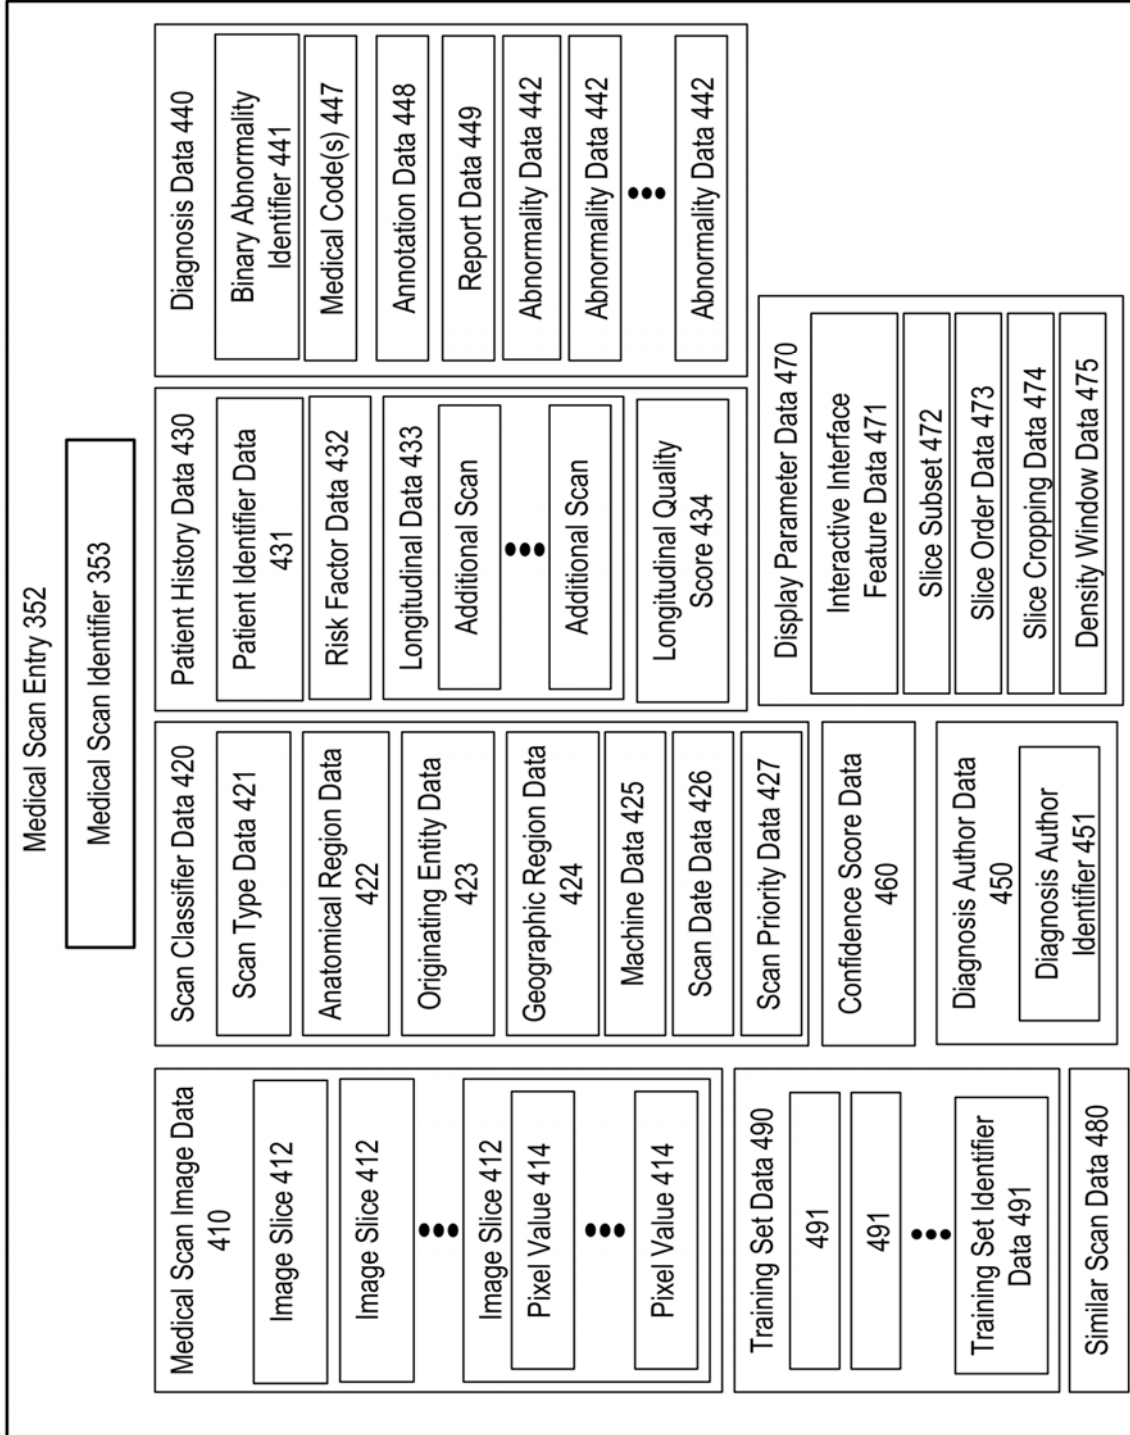 Medical Scan Entry 352
Medical Scan Identifier 353
Medical Scan Image Data
410
Image Slice 412
Image Slice 412
Image Slice 412
Pixel Value 414
Pixel Value 414
Training Set Data 490
491
491
Training Set Identifier
Data 491
Similar Scan Data 480
Scan Classifier Data 420
Scan Type Data 421
Anatomical Region Data
422
Originating Entity Data
423
Geographic Region Data
424
Machine Data 425
Scan Date Data 426
Scan Priority Data 427
Confidence Score Data
460
Diagnosis Author Data
450
Diagnosis Author
Identifier 451
Patient History Data 430
Patient Identifier Data
431
Risk Factor Data 432
Longitudinal Data 433
Additional Scan
Additional Scan
Longitudinal Quality
Score 434
Diagnosis Data 440
Binary Abnormality
Identifier 441
Medical Code(s) 447
Annotation Data 448
Report Data 449
Abnormality Data 442
Abnormality Data 442
Abnormality Data 442
Display Parameter Data 470
Interactive Interface
Feature Data 471
Slice Subset 472
Slice Order Data 473
Slice Cropping Data 474
Density Window Data 475